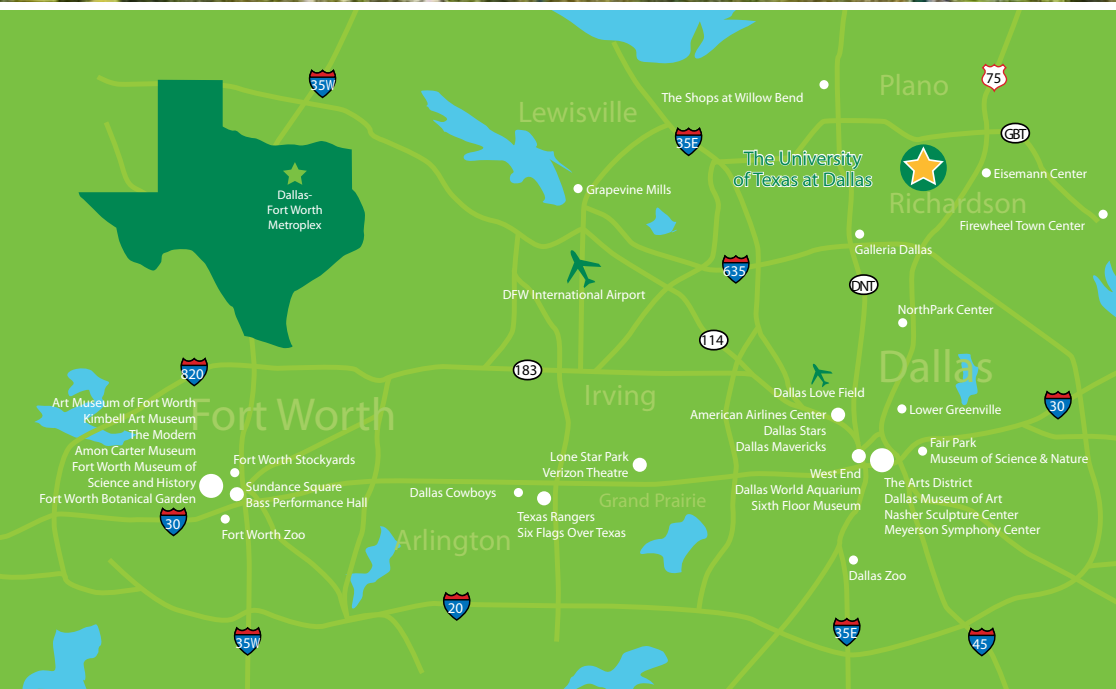 35W
Plano
75
The Shops at Willow Bend
Lewisville
GBT
35E
The University
of Texas at Dallas
Eisemann Center
Grapevine Mills
Dallas-
Fort Worth
Metroplex
Richardson
Firewheel Town Center
Galleria Dallas
635
DNT
DFW International Airport
NorthPark Center
114
183
820
Dallas
Dallas Love Field
Irving
30
Art Museum of Fort Worth
Kimbell Art Museum
The Modern
Amon Carter Museum
Fort Worth Museum of
Science and History
Fort Worth Botanical Garden
Fort Worth
American Airlines Center
Dallas Stars
Dallas Mavericks
Lower Greenville
Fair Park
Museum of Science & Nature
Fort Worth Stockyards
Lone Star Park
Verizon Theatre
West End
Dallas World Aquarium
Sixth Floor Museum
The Arts District
Dallas Museum of Art
Nasher Sculpture Center
Meyerson Symphony Center
Sundance Square
Bass Performance Hall
Dallas Cowboys
Grand Prairie
Texas Rangers
Six Flags Over Texas
30
Fort Worth Zoo
Arlington
Dallas Zoo
20
35W
35E
45